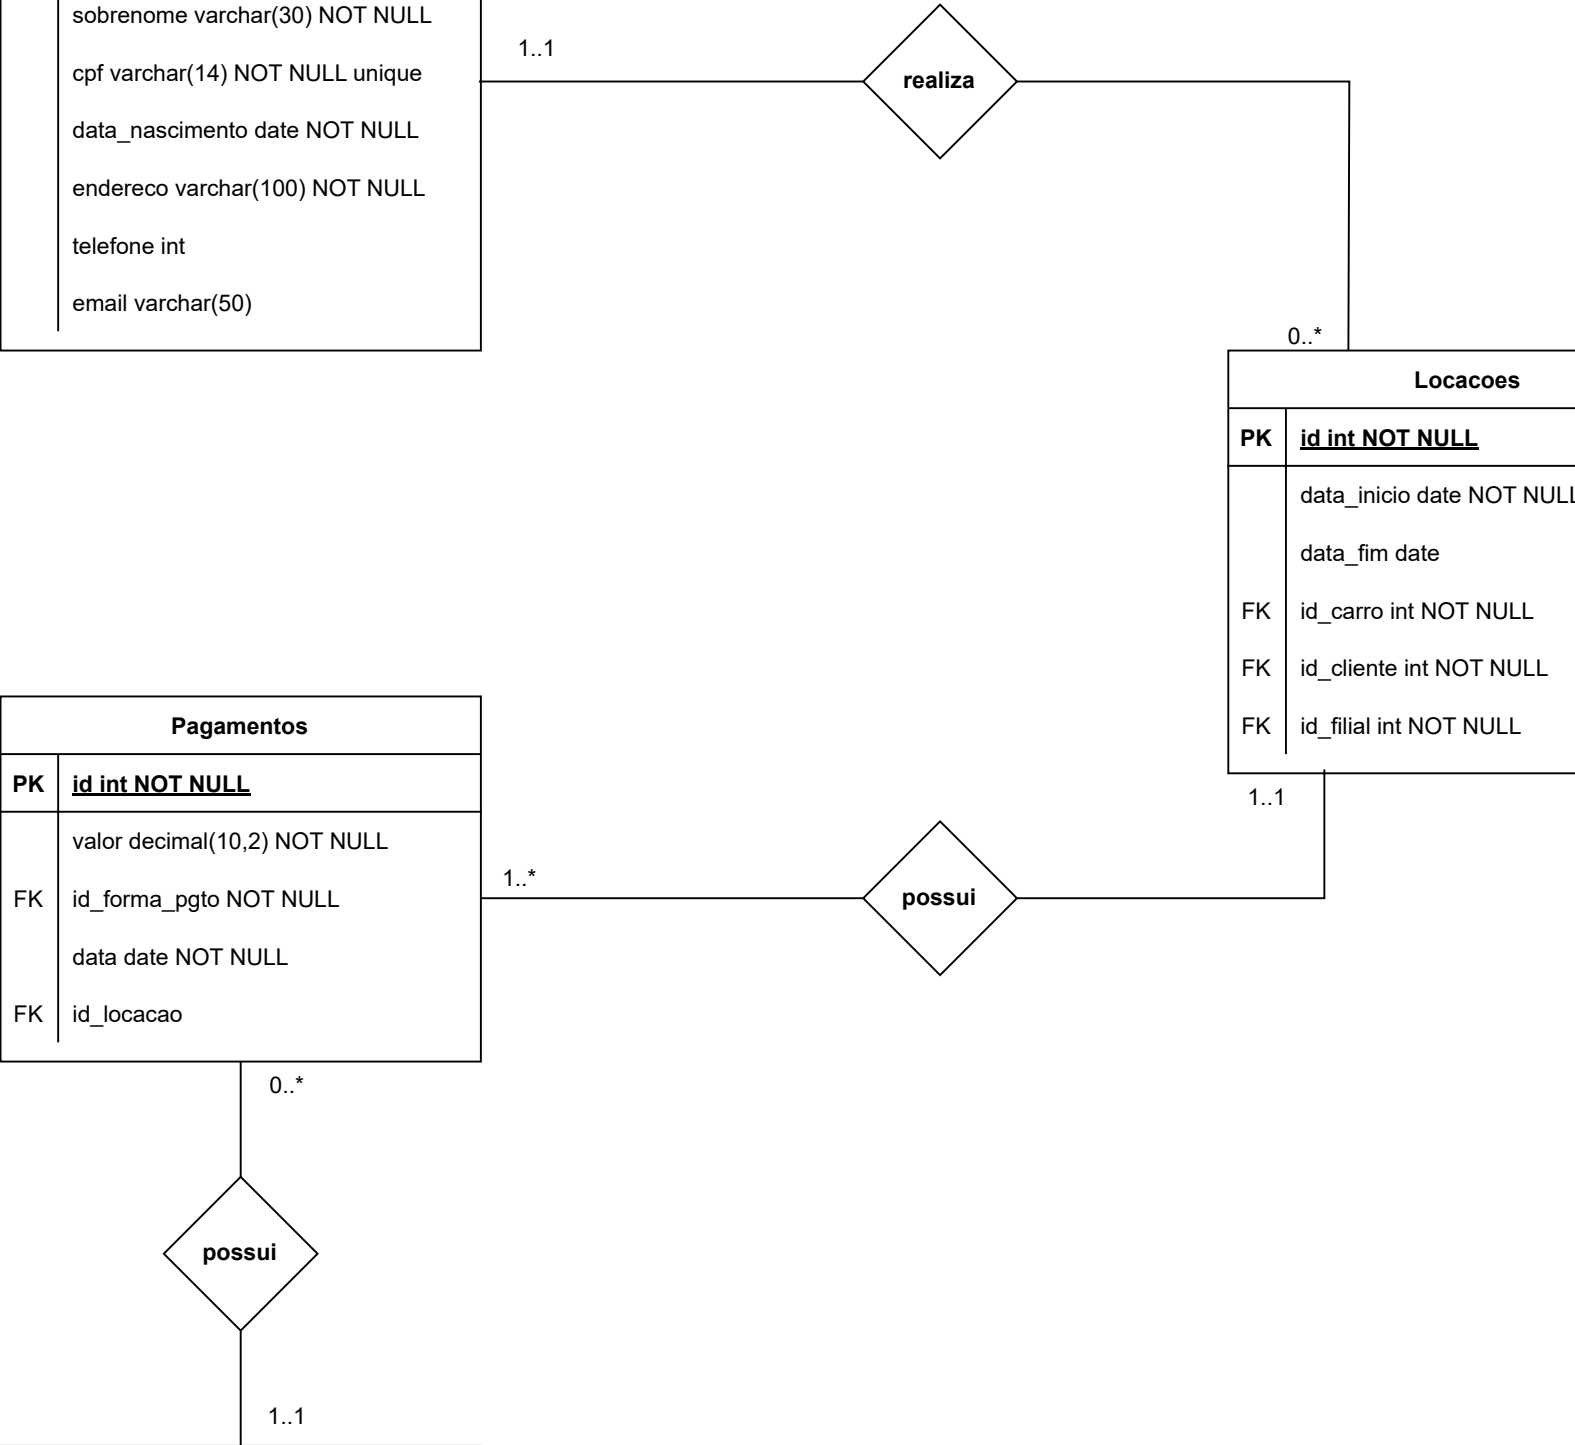 sobrenome varchar(30) NOT NULL
cpf varchar(14) NOT NULL unique
data_nascimento date NOT NULL
endereco varchar(100) NOT NULL
telefone int
email varchar(50)
1..1
realiza
0..*
Locacoes
PK id int NOT NULL
data_inicio date NOT NULL
data_fim date
FK id_carro int NOT NULL
FK id_cliente int NOT NULL
FK id_filial int NOT NULL
1..1
Pagamentos
PK id int NOT NULL
valor decimal(10,2) NOT NULL
FK id_forma_pgto NOT NULL
data date NOT NULL
FK id_locacao
1..*
possui
0..*
possui
1..1